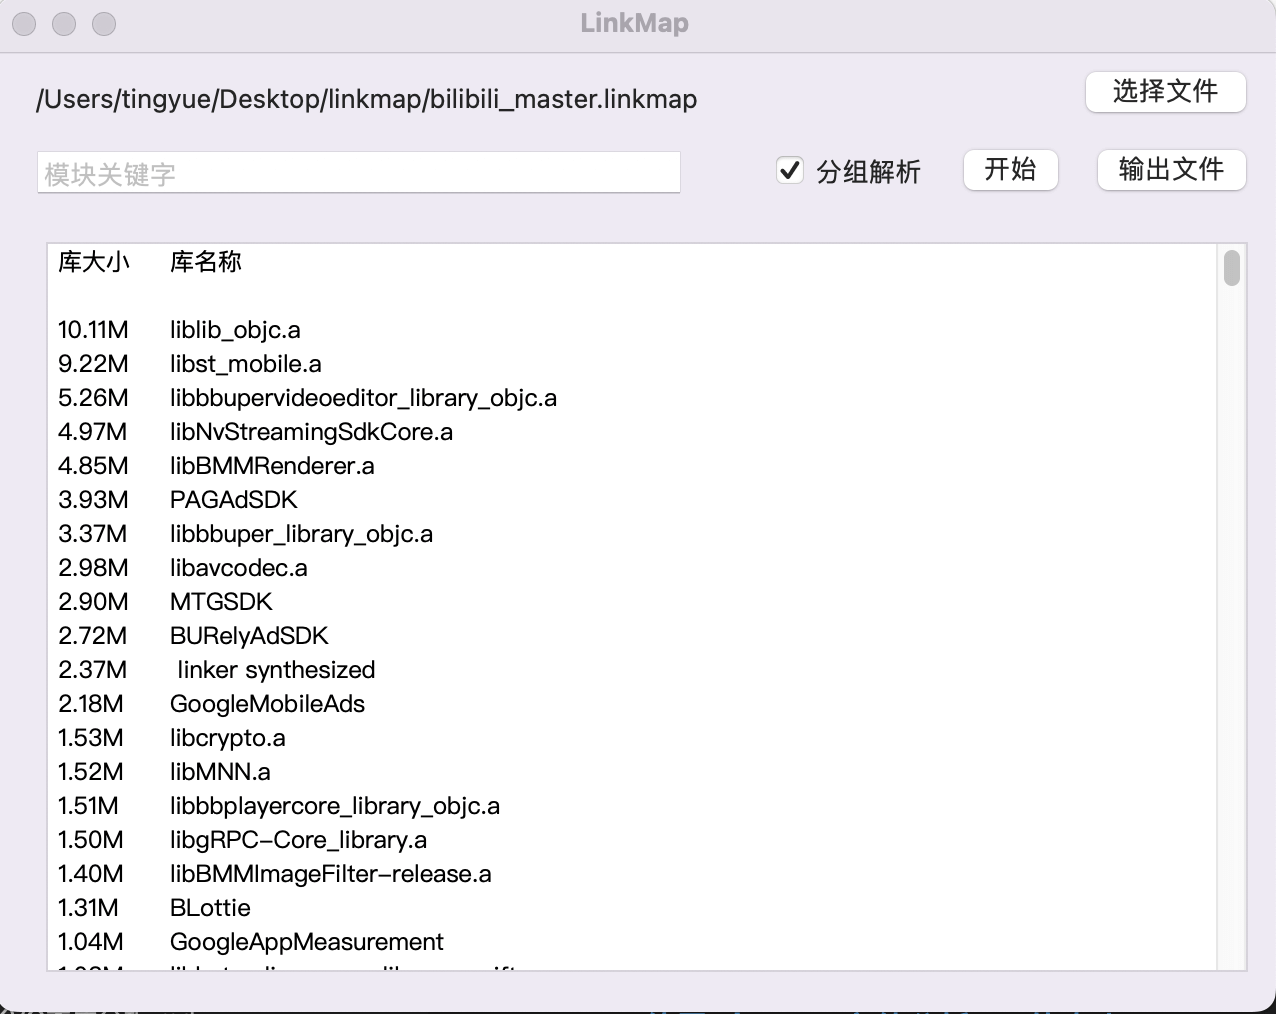 LinkMap
/Users/tingyue/Desktop/linkmap/bilibili_master.linkmap
选择文件
模块关键字
分组解析
开始
输出文件
库大小 库名称
10.11M liblib_objc.a
9.22M libst_mobile.a
5.26M libbbupervideoeditor_library_objc.a
4.97M libNvStreamingSdkCore.a
4.85M libBMMRenderer.a
3.93M PAGAdSDK
3.37M libbbuper_library_objc.a
2.98M libavcodec.a
2.90M MTGSDK
2.72M BURelyAdSDK
2.37M linker synthesized
2.18M GoogleMobileAds
1.53M libcrypto.a
1.52M libMNN.a
1.51M libbbplayercore_library_objc.a
1.50M libgRPC-Core_library.a
1.40M libBMMImageFilter-release.a
1.31M BLottie
1.04M GoogleAppMeasurement